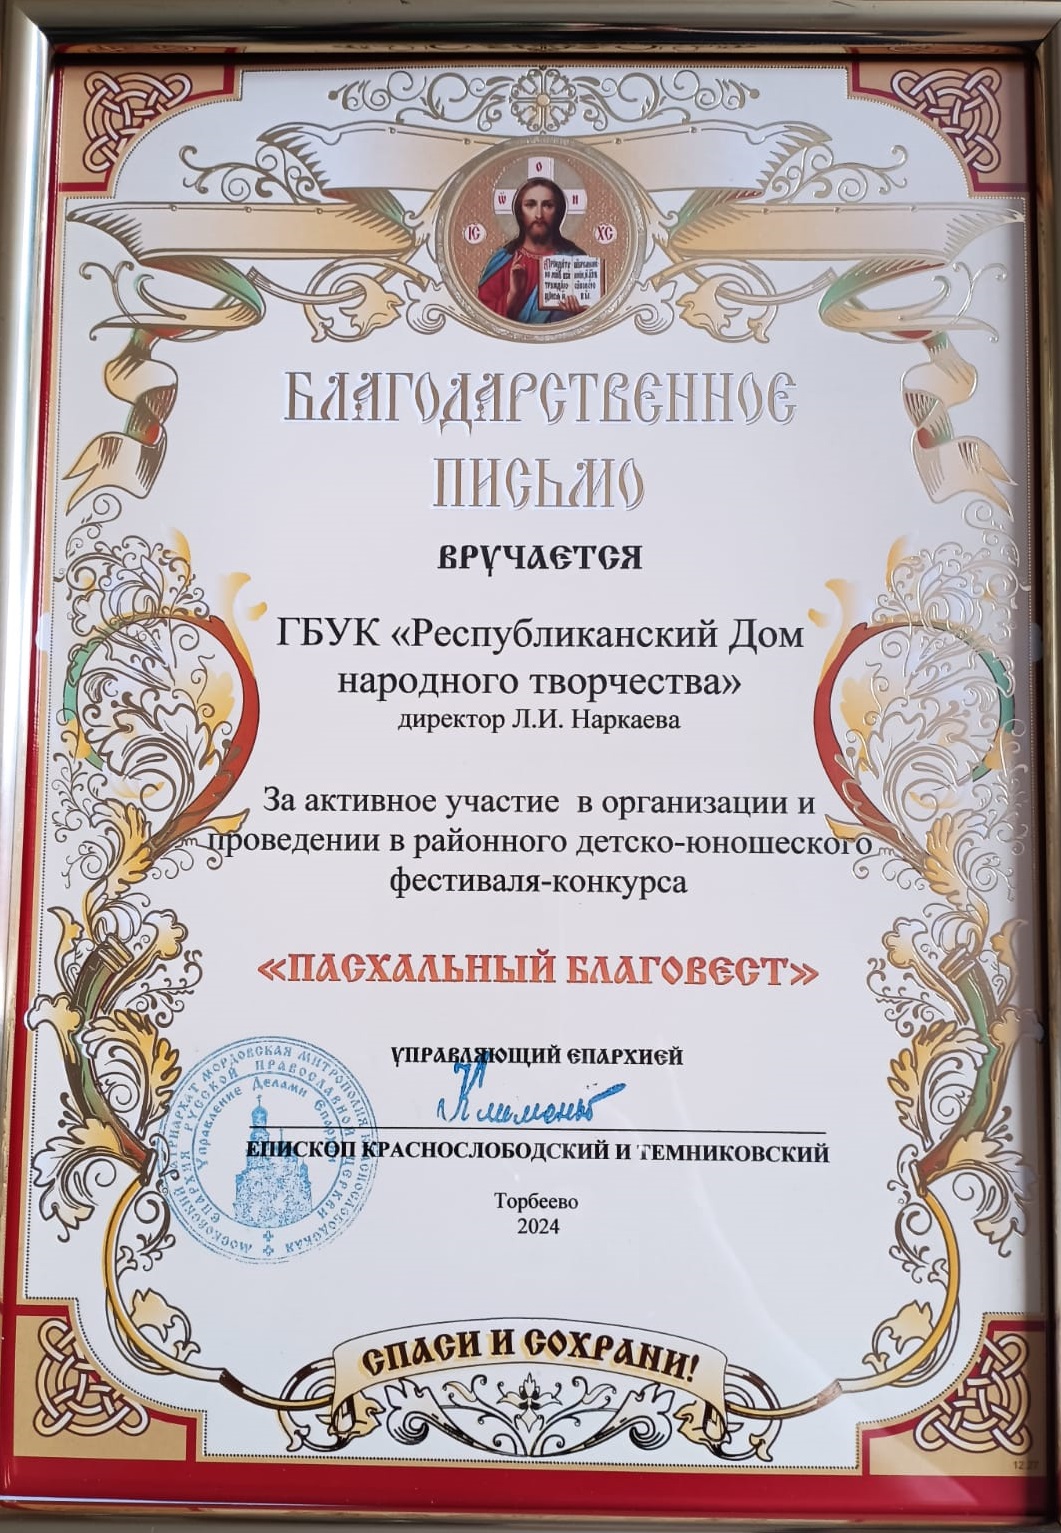 БЛАГОДАРСТВЕННОЕ
ПИСЬМО
ВРУЧАЕТСЯ
ГБУК «Республиканский Дом
народного творчества»
директор Л.И. Наркаева
За активное участие в организации и
проведении в районного детско-юношеского
фестиваля-конкурса
«ПАСХАЛЬНЫЙ БЛАГОВЕСТ»
УПРАВЛЯЮЩИЙ ЕПАРХИЕЙ
ЕПИСКОП КРАСНОСЛОБОДСКИЙ И ТЕМНИКОВСКИЙ
Торбеево
2024
СПАСИ И СОХРАНИ!